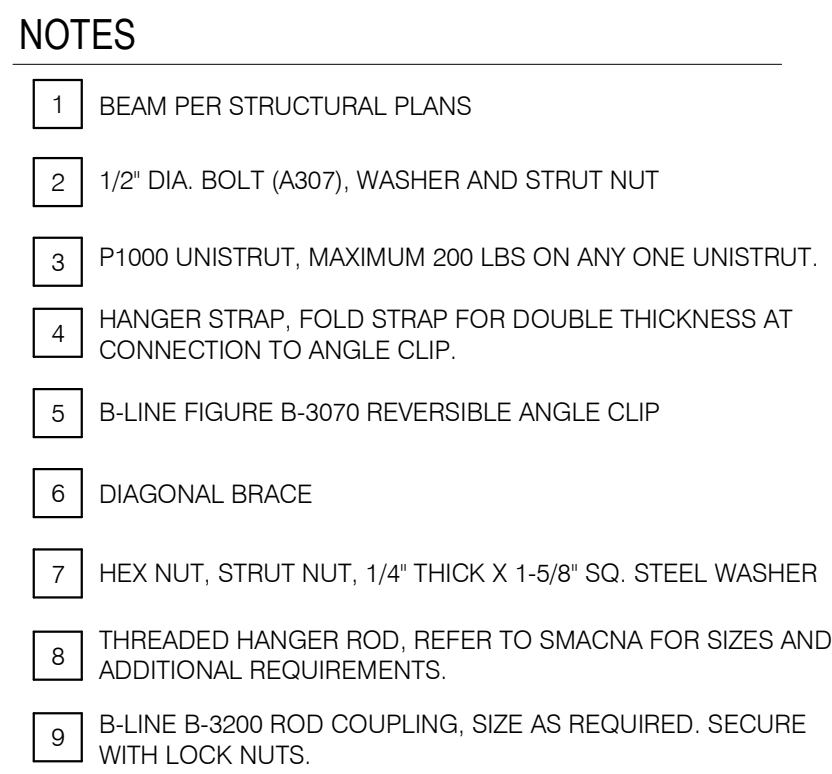 NOTES
1 BEAM PER STRUCTURAL PLANS
2 1/2" DIA. BOLT (A307), WASHER AND STRUT NUT
3 P1000 UNISTRUT, MAXIMUM 200 LBS ON ANY ONE UNISTRUT.
4 HANGER STRAP, FOLD STRAP FOR DOUBLE THICKNESS AT
CONNECTION TO ANGLE CLIP.
5 B-LINE FIGURE B-3070 REVERSIBLE ANGLE CLIP
6 DIAGONAL BRACE
7 HEX NUT, STRUT NUT, 1/4" THICK X 1-5/8" SQ. STEEL WASHER
8 THREADED HANGER ROD, REFER TO SMACNA FOR SIZES AND
ADDITIONAL REQUIREMENTS.
9 B-LINE B-3200 ROD COUPLING, SIZE AS REQUIRED. SECURE
WITH LOCK NUTS.